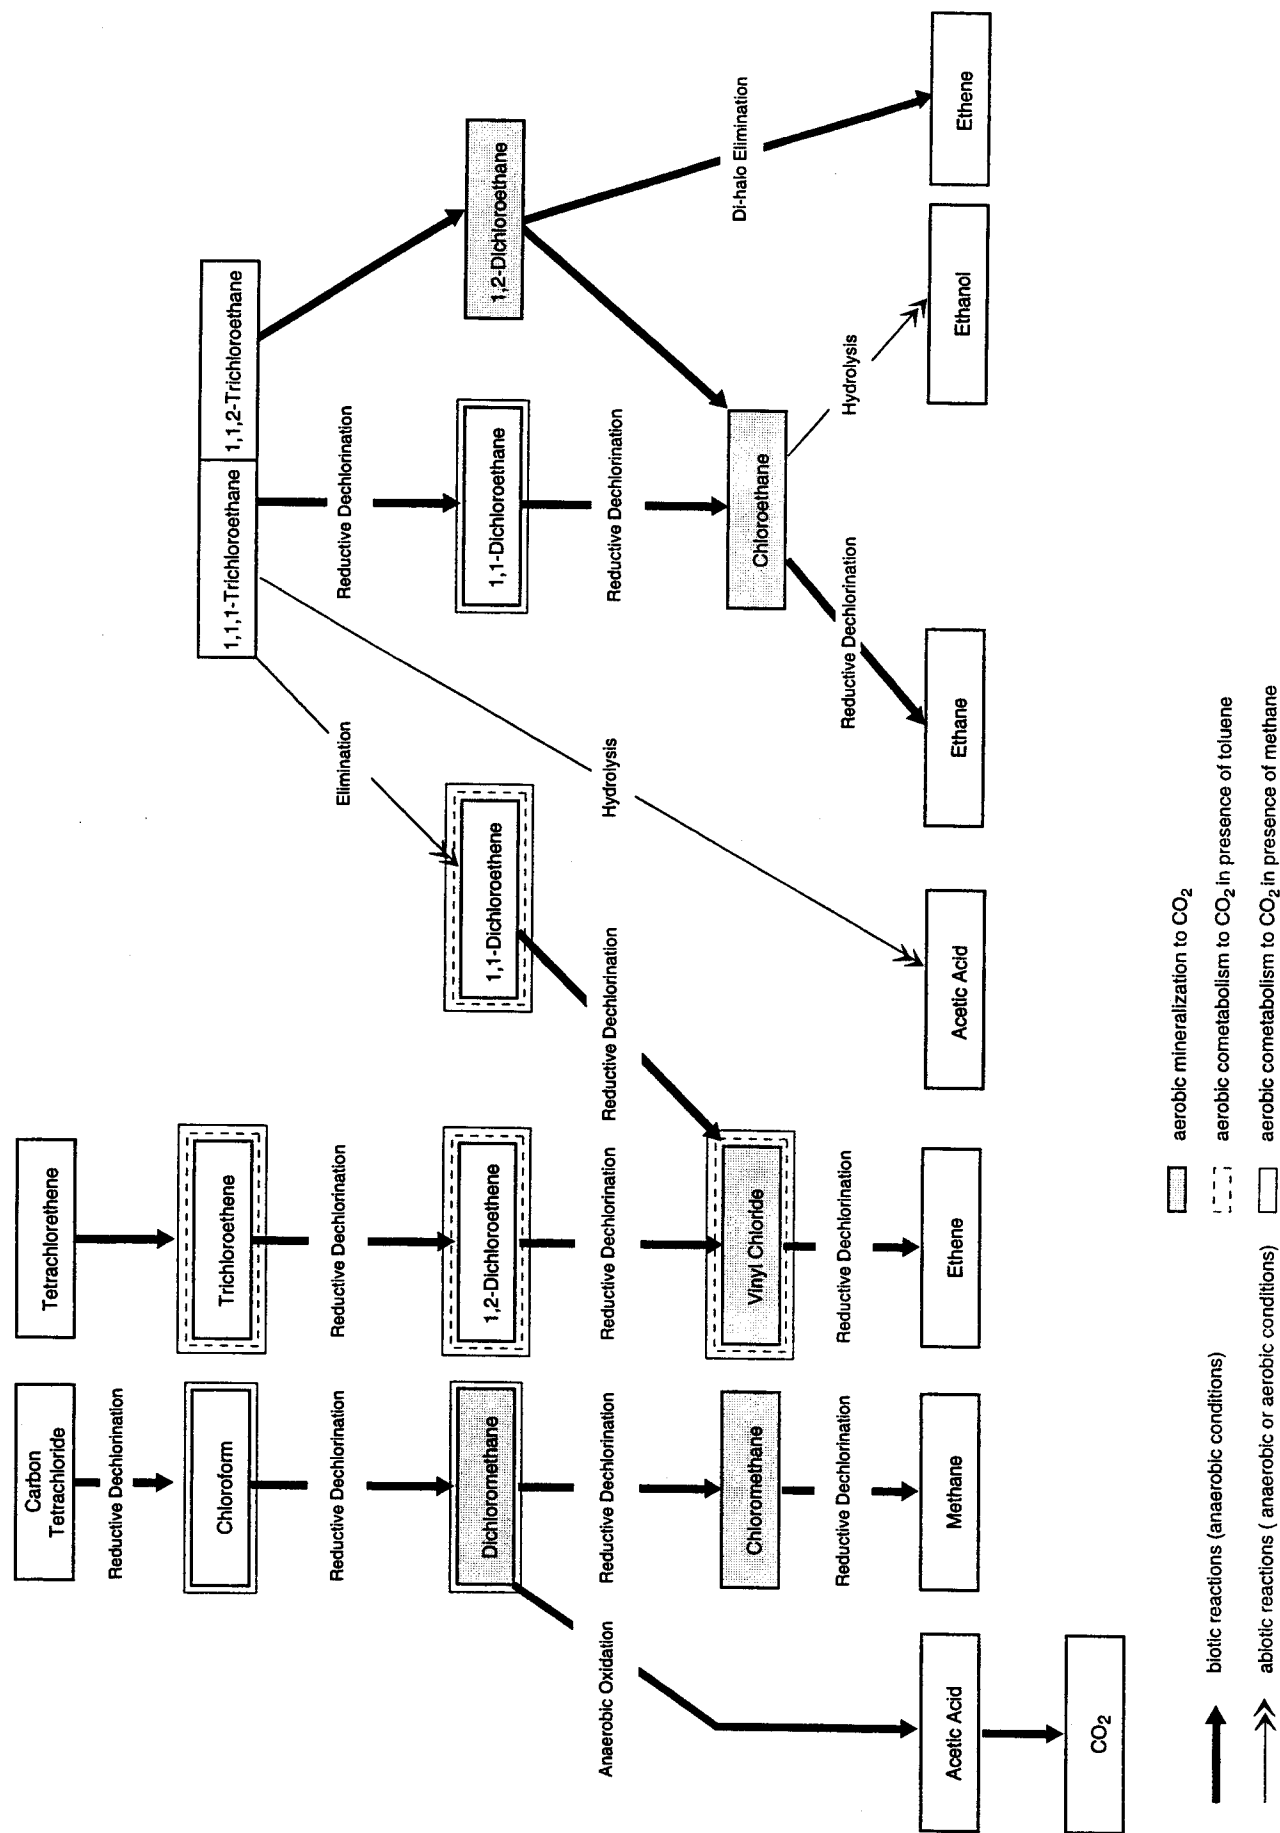 Carbon
Tetrachloride
Tetrachlorethene
Reductive Dechlorination
Chloroform
Trichloroethene
1,1,1-Trichloroethane
1,1,2-Trichloroethane
Reductive Dechlorination
Reductive Dechlorination
Elimination
Reductive Dechlorination
Dichloromethane
1,2-Dichloroethene
1,1-Dichloroethene
1,1-Dichloroethane
1,2-Dichloroethane
Anaerobic Oxidation
Reductive Dechlorination
Reductive Dechlorination
Reductive Dechlorination
Hydrolysis
Reductive Dechlorination
Di-halo Elimination
Chloromethane
Vinyl Chloride
Chloroethane
Reductive Dechlorination
Reductive Dechlorination
Reductive Dechlorination
Hydrolysis
Acetic Acid
Methane
Ethene
Acetic Acid
Ethane
Ethanol
Ethene
CO₂
biotic reactions (anaerobic conditions)
abiotic reactions ( anaerobic or aerobic conditions)
aerobic mineralization to CO₂
aerobic cometabolism to CO₂ in presence of toluene
aerobic cometabolism to CO₂ in presence of methane